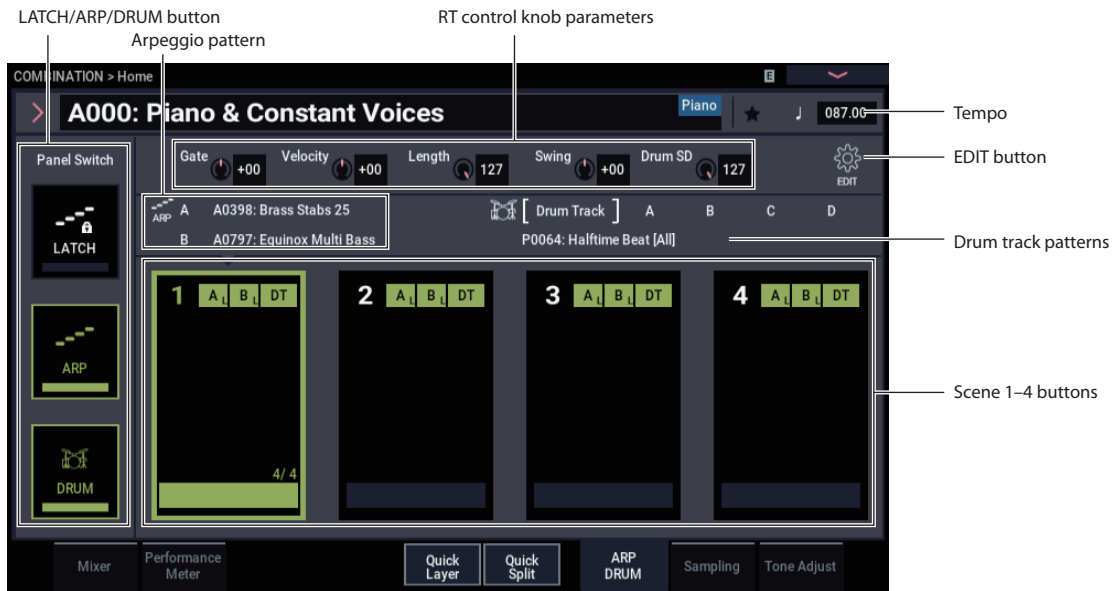 LATCH/ARP/DRUM button
RT control knob parameters
Arpeggio pattern
COMBINATION > Home
E
A000: Piano & Constant Voices
Piano
087.00
Tempo
Panel Switch
Gate
+00
Velocity
+00
Length
127
Swing
+00
Drum SD
127
EDIT
EDIT button
ARP
A A0398: Brass Stabs 25
[ Drum Track ] A B C D
B A0797: Equinox Multi Bass
P0064: Halftime Beat [All]
Drum track patterns
LATCH
1 A L B L DT
2 A L B L DT
3 A L B L DT
4 A L B L DT
ARP
Scene 1–4 buttons
4/ 4
DRUM
Mixer
Performance
Meter
Quick
Layer
Quick
Split
ARP
DRUM
Sampling
Tone Adjust